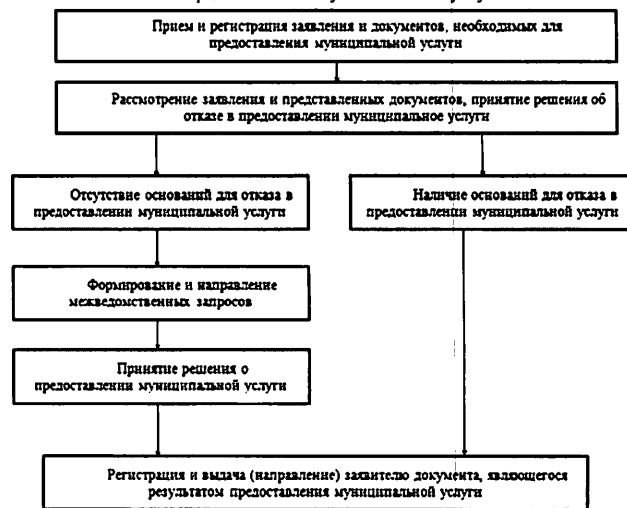 Прием и регистрация заявления и документов, необходимых для
предоставления муниципальной услуги
Рассмотрение заявления и представленных документов, принятие решения об
отказе в предоставлении муниципальное услуги
Отсутствие оснований для отказа в
предоставлении муниципальной услуги
Наличие оснований для отказа в
предоставлении муниципальной услуги
Формирование и направление
межведомственных запросов
Принятие решения о
предоставлении муниципальной услуги
Регистрация и выдача (направление) заявителю документа, являющегося
результатом предоставления муниципальной услуги